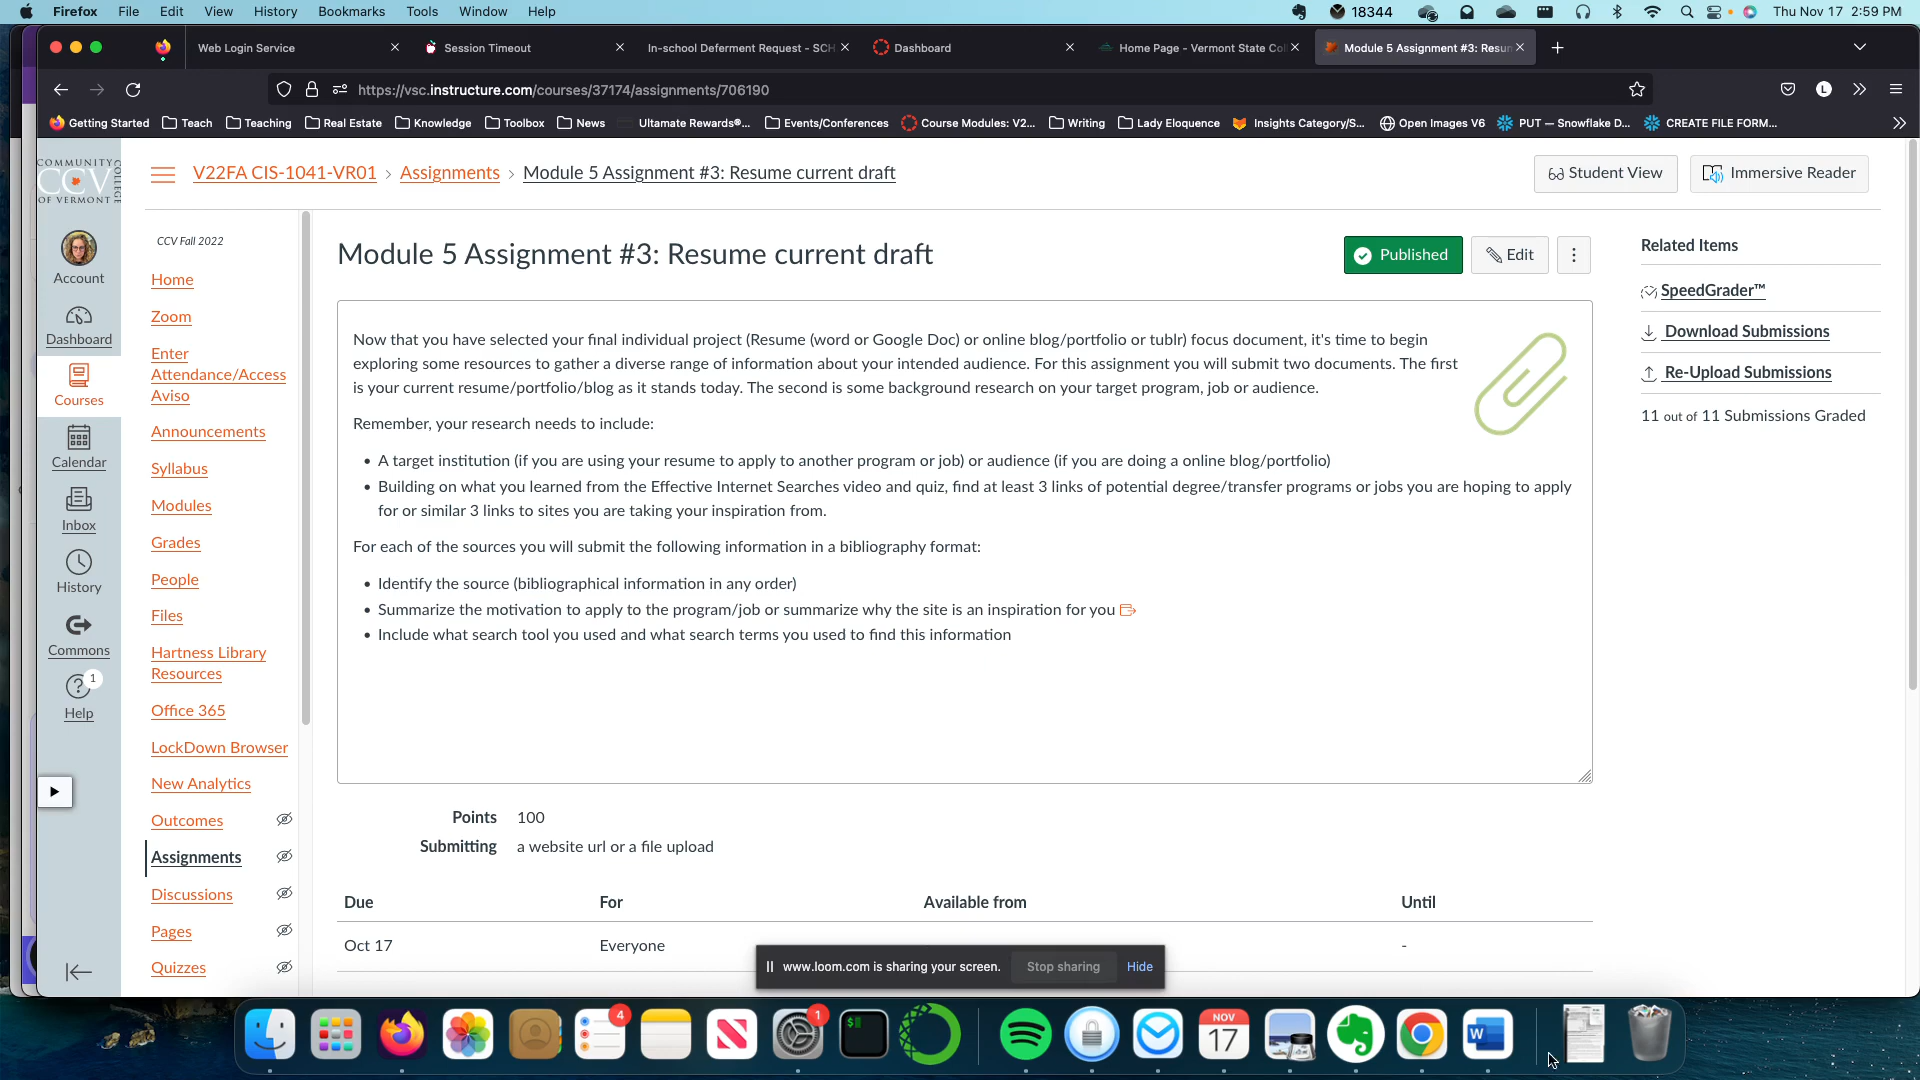 Firefox File Edit View History Bookmarks Tools Window Help 18344 Thu Nov 17 2:59 PM
Web Login Service Session Timeout In-school Deferment Request - SCH Dashboard Home Page - Vermont State Col Module 5 Assignment #3: Resum
https://vsc.instructure.com/courses/37174/assignments/706190 L
Getting Started Teach Teaching Real Estate Knowledge Toolbox News Ultamate Rewards®... Events/Conferences Course Modules: V2... Writing Lady Eloquence Insights Category/S... Open Images V6 PUT — Snowflake D... CREATE FILE FORM...
COMMUNITY COLLEGE
CCV
OF VERMONT
Account
Dashboard
Courses
Calendar
Inbox
History
Commons
1
Help
V22FA CIS-1041-VR01 › Assignments › Module 5 Assignment #3: Resume current draft
Student View Immersive Reader
CCV Fall 2022
Home
Zoom
Enter
Attendance/Access
Aviso
Announcements
Syllabus
Modules
Grades
People
Files
Hartness Library
Resources
Office 365
LockDown Browser
New Analytics
Outcomes
Assignments
Discussions
Pages
Quizzes
Module 5 Assignment #3: Resume current draft
Published Edit
Now that you have selected your final individual project (Resume (word or Google Doc) or online blog/portfolio or tublr) focus document, it's time to begin
exploring some resources to gather a diverse range of information about your intended audience. For this assignment you will submit two documents. The first
is your current resume/portfolio/blog as it stands today. The second is some background research on your target program, job or audience.
Remember, your research needs to include:
• A target institution (if you are using your resume to apply to another program or job) or audience (if you are doing a online blog/portfolio)
• Building on what you learned from the Effective Internet Searches video and quiz, find at least 3 links of potential degree/transfer programs or jobs you are hoping to apply
for or similar 3 links to sites you are taking your inspiration from.
For each of the sources you will submit the following information in a bibliography format:
• Identify the source (bibliographical information in any order)
• Summarize the motivation to apply to the program/job or summarize why the site is an inspiration for you
• Include what search tool you used and what search terms you used to find this information
Points 100
Submitting a website url or a file upload
Due For Available from Until
Oct 17 Everyone -
Related Items
SpeedGrader™
Download Submissions
Re-Upload Submissions
11 out of 11 Submissions Graded
www.loom.com is sharing your screen. Stop sharing Hide
4
1
$
NOV
17
W